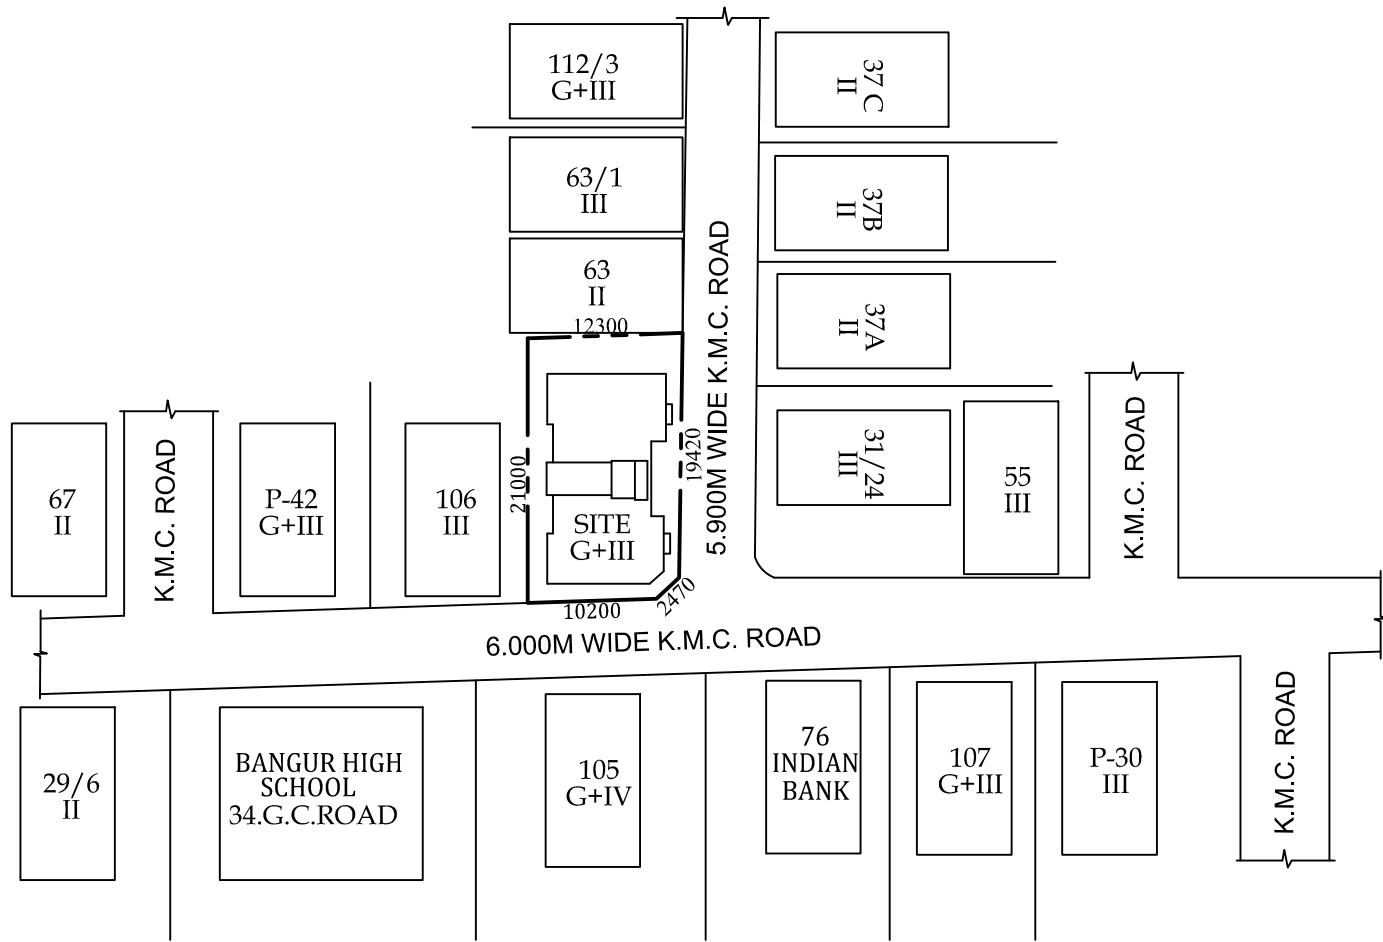 112/3
G+III
37 C
II
63/1
III
37B
II
63
II
12300
37A
II
5.900M WIDE K.M.C. ROAD
19420
21000
SITE
G+III
10200
2470
67
II
K.M.C. ROAD
P-42
G+III
106
III
31/24
III
55
III
K.M.C. ROAD
6.000M WIDE K.M.C. ROAD
29/6
II
BANGUR HIGH
SCHOOL
34.G.C.ROAD
105
G+IV
76
INDIAN
BANK
107
G+III
P-30
III
K.M.C. ROAD